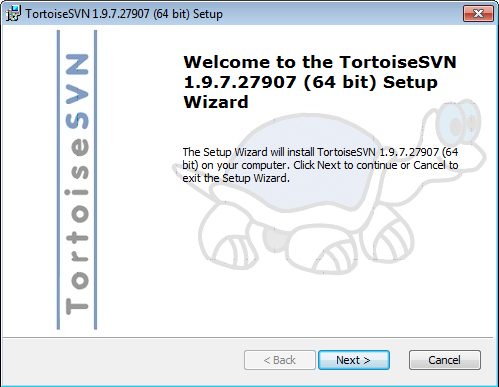 TortoiseSVN 1.9.7.27907 (64 bit) Setup
TortoiseSVN
Welcome to the TortoiseSVN
1.9.7.27907 (64 bit) Setup
Wizard
The Setup Wizard will install TortoiseSVN 1.9.7.27907 (64
bit) on your computer. Click Next to continue or Cancel to
exit the Setup Wizard.
< Back
Next >
Cancel